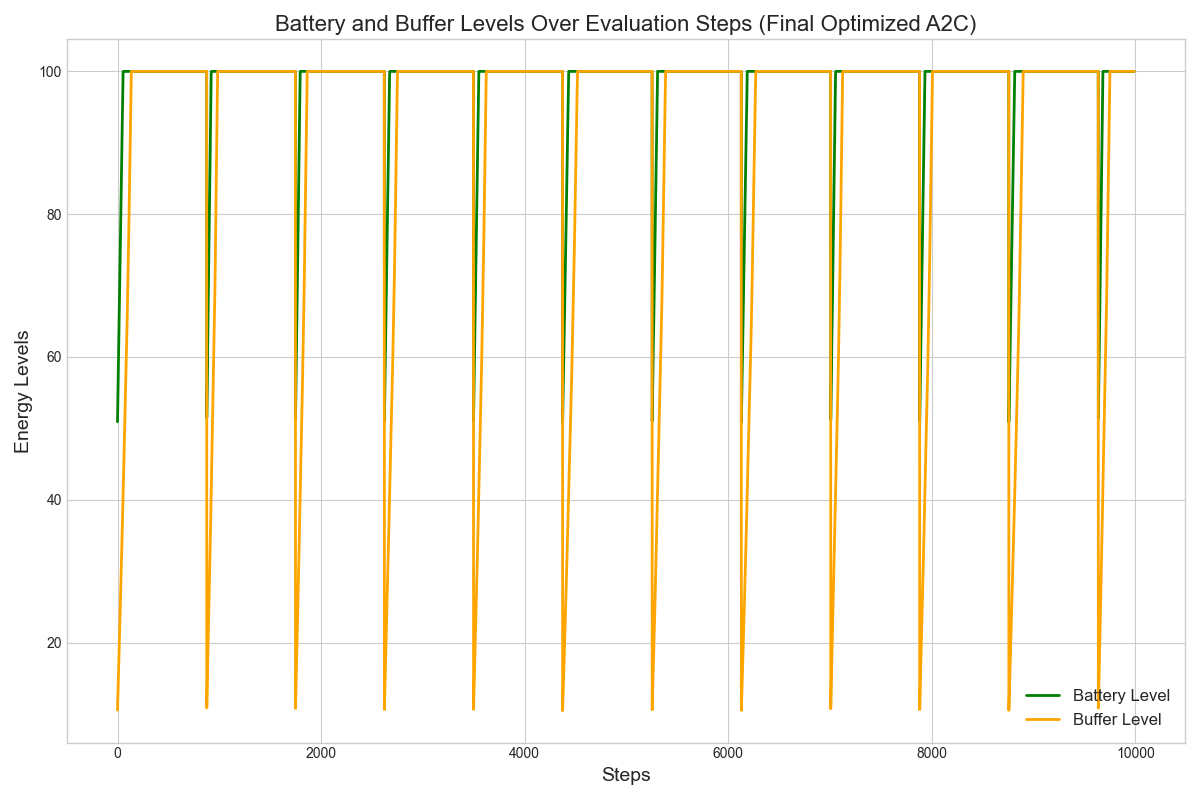 Battery and Buffer Levels Over Evaluation Steps (Final Optimized A2C)
100
80
60
40
20
Energy Levels
0
2000
4000
6000
8000
10000
Steps
Battery Level
Buffer Level